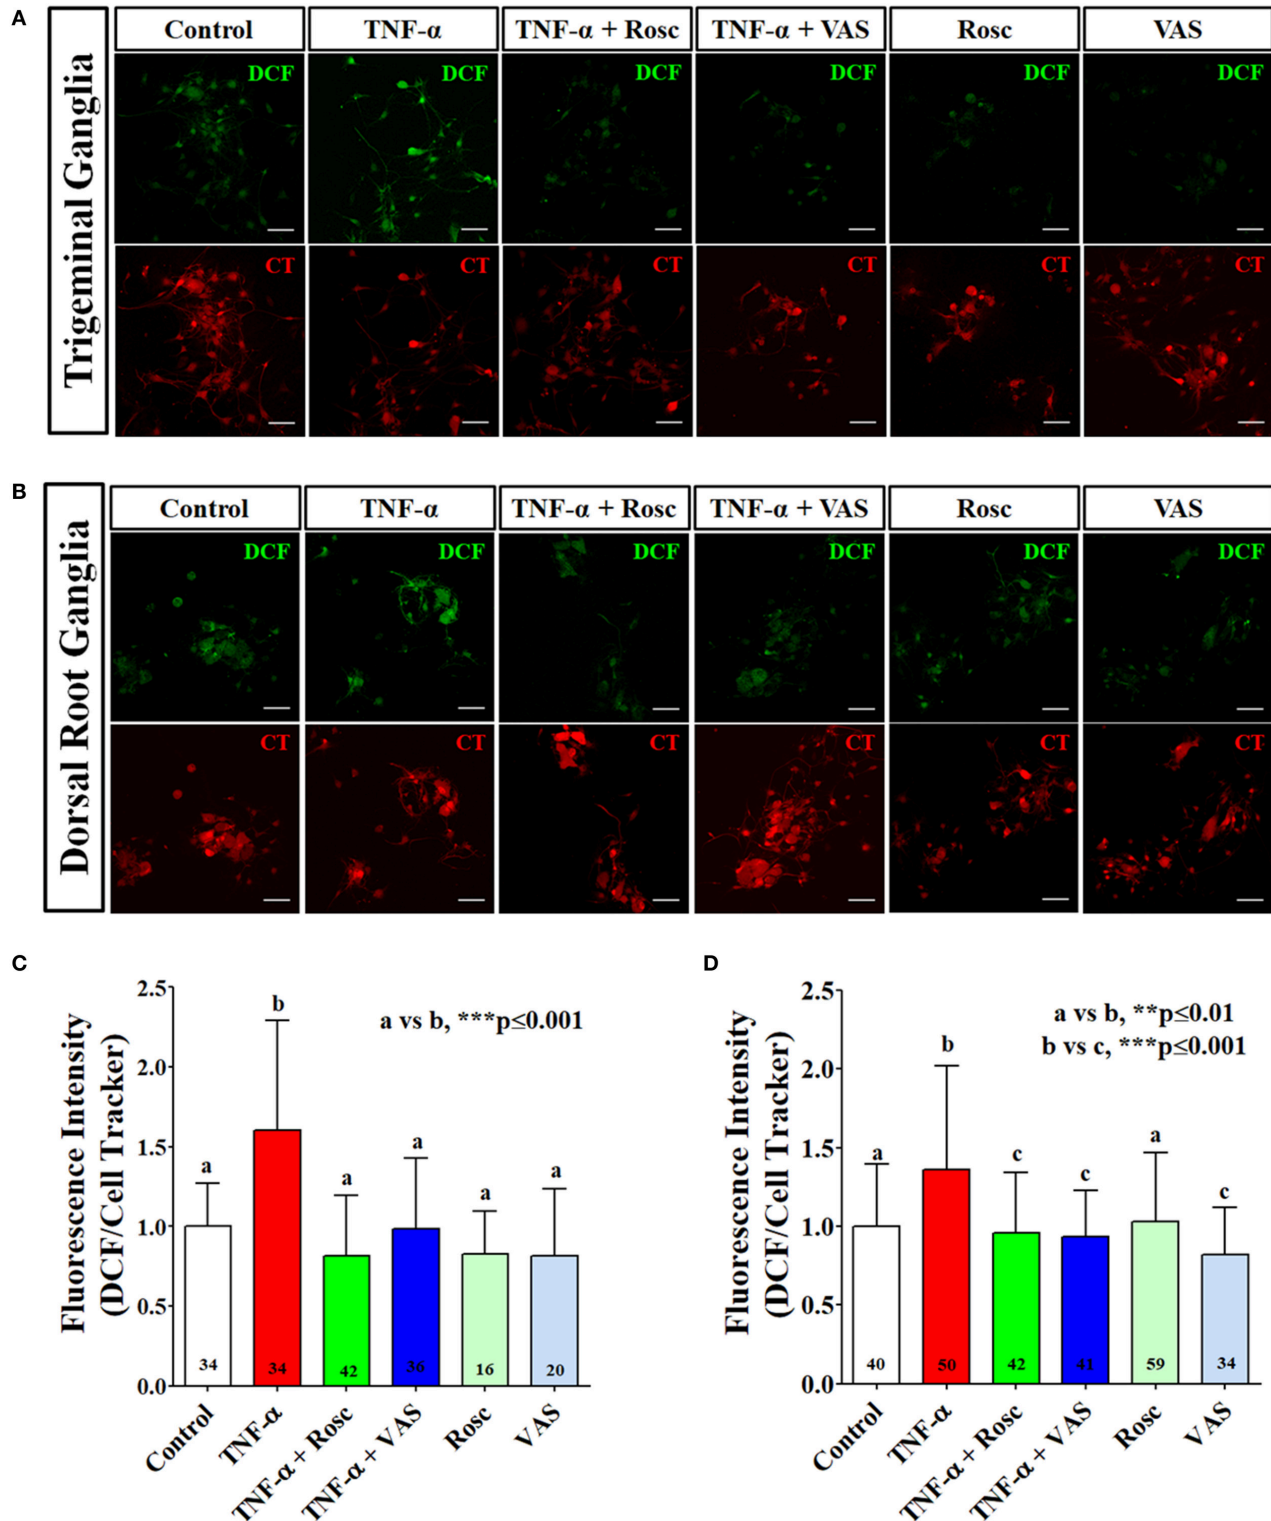 A
Control
TNF-α
TNF-α + Rosc
TNF-α + VAS
Rosc
VAS
Trigeminal Ganglia
DCF
DCF
DCF
DCF
DCF
DCF
CT
CT
CT
CT
CT
CT
B
Control
TNF-α
TNF-α + Rosc
TNF-α + VAS
Rosc
VAS
Dorsal Root Ganglia
DCF
DCF
DCF
DCF
DCF
DCF
CT
CT
CT
CT
CT
CT
C
Fluorescence Intensity
(DCF/Cell Tracker)
2.5
2.0
1.5
1.0
0.5
0.0
a vs b, ***p≤0.001
a
b
a
a
a
a
34
34
42
36
16
20
Control
TNF-α
TNF-α + Rosc
TNF-α + VAS
Rosc
VAS
D
Fluorescence Intensity
(DCF/Cell Tracker)
2.5
2.0
1.5
1.0
0.5
0.0
a vs b, **p≤0.01
b vs c, ***p≤0.001
a
b
c
c
a
c
40
50
42
41
59
34
Control
TNF-α
TNF-α + Rosc
TNF-α + VAS
Rosc
VAS